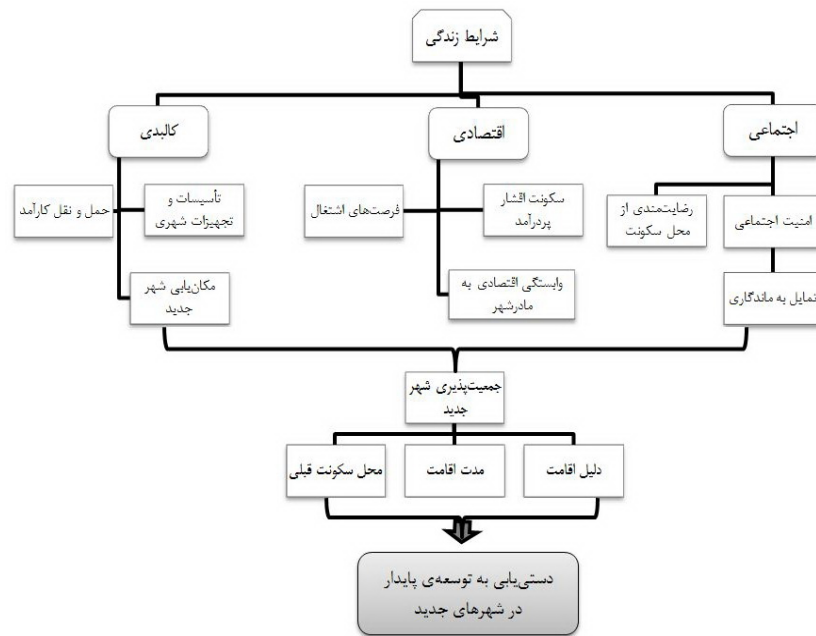 شرایط زندگی
اجتماعی
اقتصادی
کالبدی
رضایت‌مندی از
محل سکونت
امنیت اجتماعی
تمایل به ماندگاری
سکونت اقشار
پردرآمد
فرصت‌های اشتغال
وابستگی اقتصادی به
مادرشهر
تأسیسات و
تجهیزات شهری
حمل و نقل کارآمد
مکان‌یابی شهر
جدید
جمعیت‌پذیری شهر
جدید
دلیل اقامت
مدت اقامت
محل سکونت قبلی
دستی‌یابی به توسعه‌ی پایدار
در شهرهای جدید